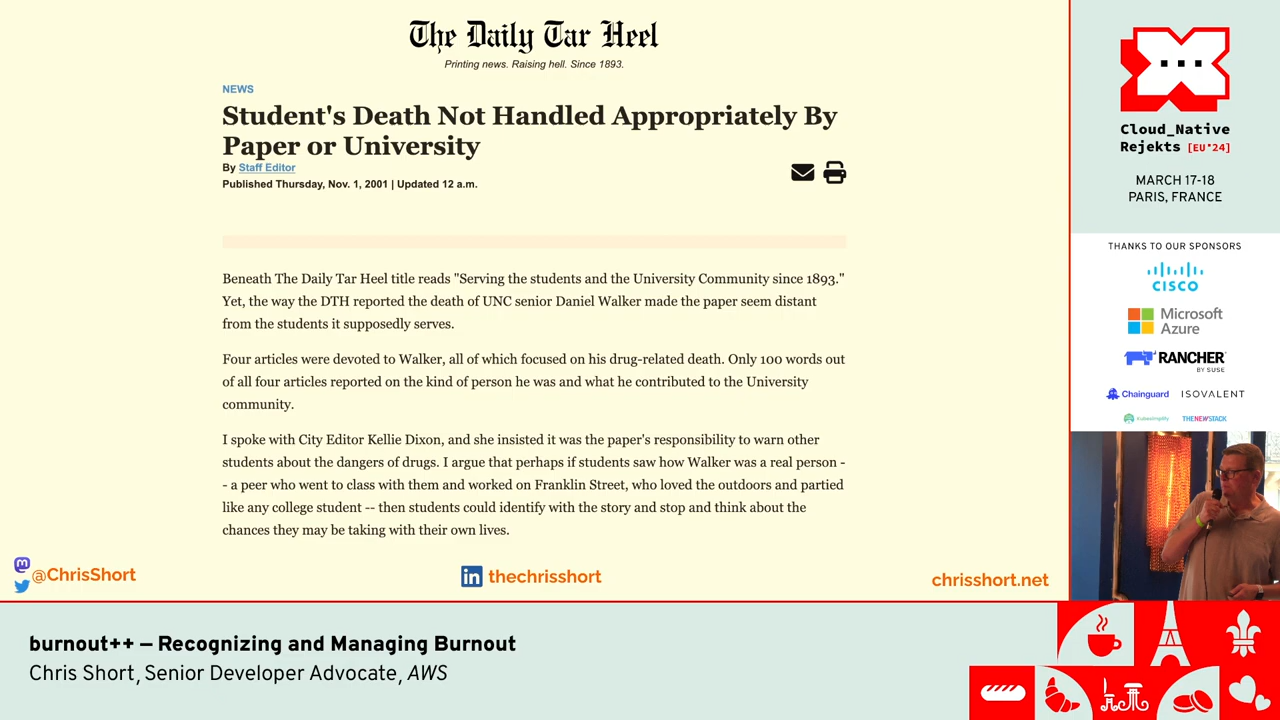 The Daily Tar Heel
Printing news. Raising hell. Since 1893.
NEWS
Student's Death Not Handled Appropriately By
Paper or University
By Staff Editor
Published Thursday, Nov. 1, 2001 | Updated 12 a.m.
Beneath The Daily Tar Heel title reads "Serving the students and the University Community since 1893."
Yet, the way the DTH reported the death of UNC senior Daniel Walker made the paper seem distant
from the students it supposedly serves.
Four articles were devoted to Walker, all of which focused on his drug-related death. Only 100 words out
of all four articles reported on the kind of person he was and what he contributed to the University
community.
I spoke with City Editor Kellie Dixon, and she insisted it was the paper's responsibility to warn other
students about the dangers of drugs. I argue that perhaps if students saw how Walker was a real person -
- a peer who went to class with them and worked on Franklin Street, who loved the outdoors and partied
like any college student -- then students could identify with the story and stop and think about the
chances they may be taking with their own lives.
@ChrisShort
in thechrisshort
chrisshort.net
burnout++ – Recognizing and Managing Burnout
Chris Short, Senior Developer Advocate, AWS
Cloud_Native
Rejekts [EU'24]
MARCH 17-18
PARIS, FRANCE
THANKS TO OUR SPONSORS
CISCO
Microsoft
Azure
RANCHER
BY SUSE
Chainguard ISOVALENT
Kubesimplify THENEWSTACK